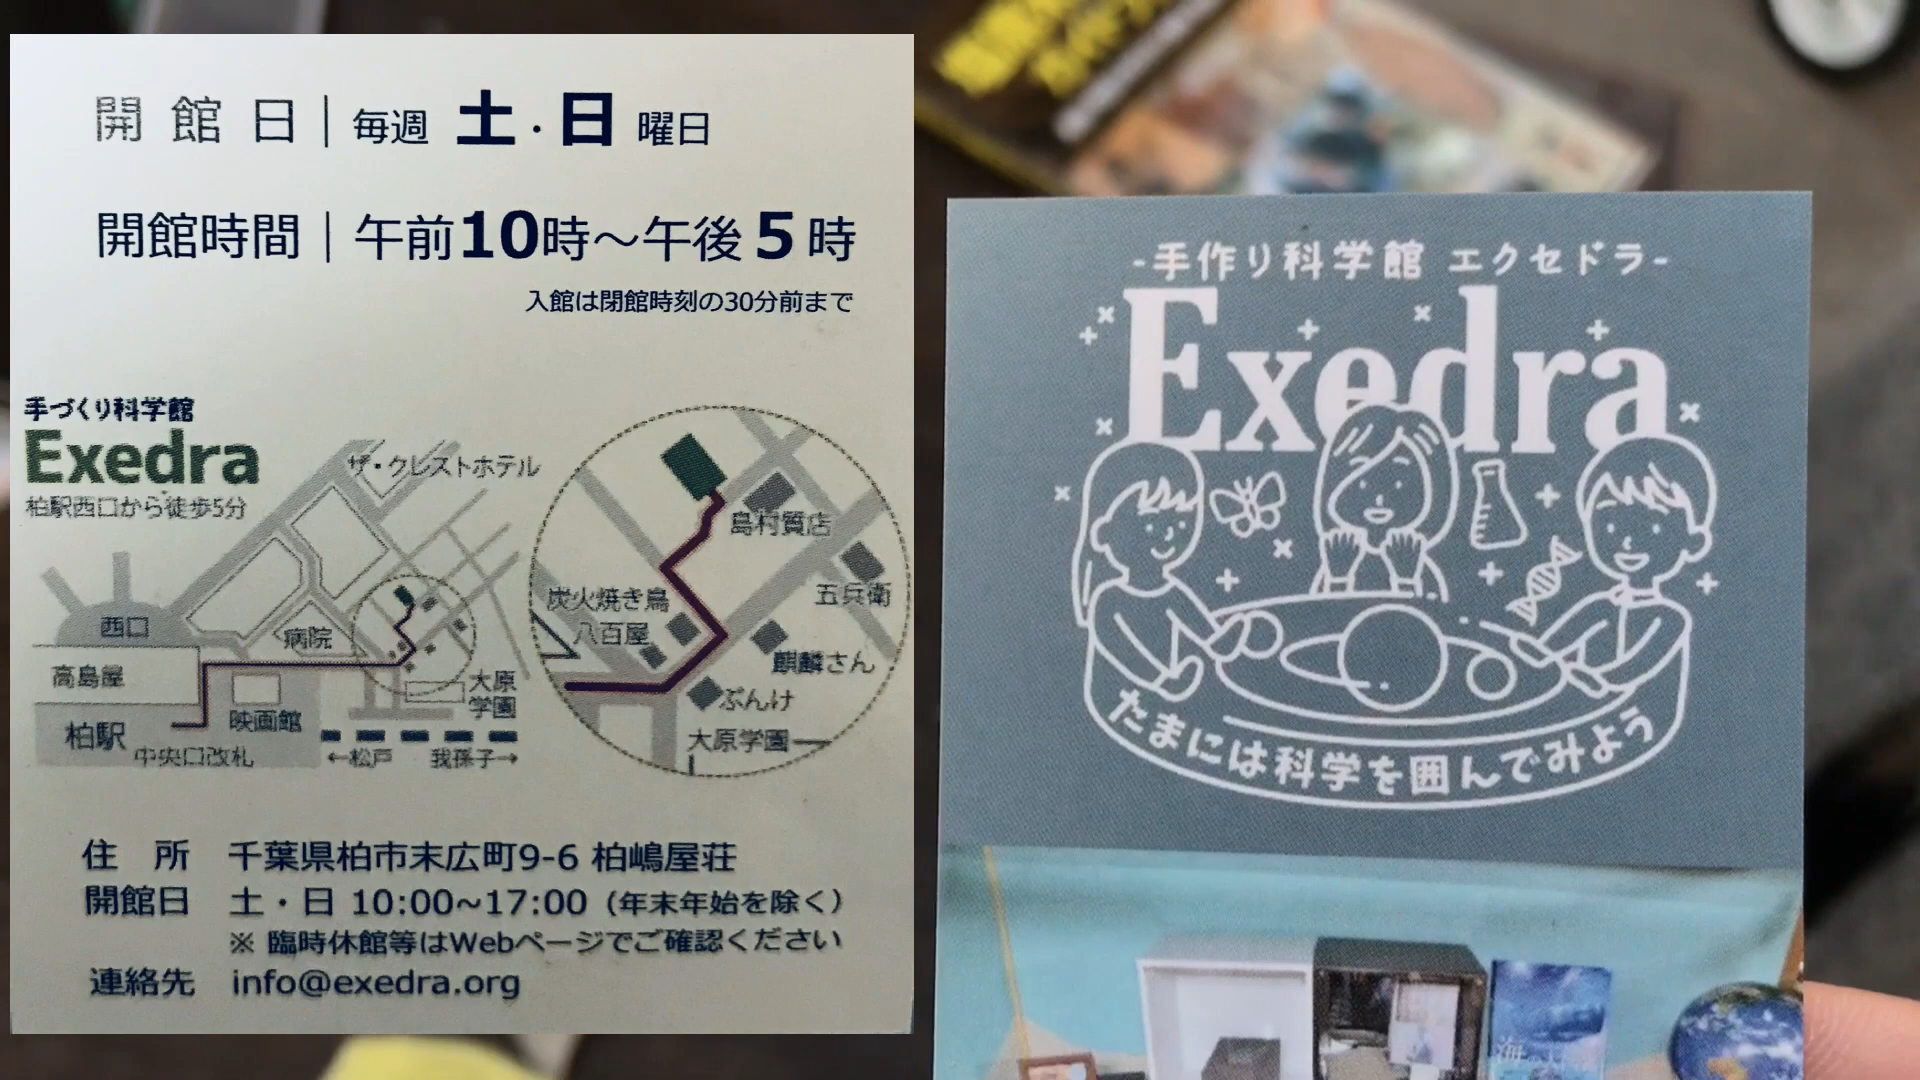 開館日｜毎週 土・日 曜日
開館時間｜午前10時～午後5時
入館は閉館時刻の30分前まで
手づくり科学館
Exedra
柏駅西口から徒歩5分
ザ・クレストホテル
西口
病院
高島屋
柏駅
映画館
中央口改札
大原
学園
←松戸
我孫子→
島村質店
五兵衛
炭火焼き鳥
八百屋
麒麟さん
ぶんけ
大原学園
住　所　千葉県柏市末広町9-6 柏嶋屋荘
開館日　土・日 10:00~17:00（年末年始を除く）
※ 臨時休館等はWebページでご確認ください
連絡先　info@exedra.org
-手作り科学館 エクセドラ-
Exedra
たまには科学を囲んでみよう